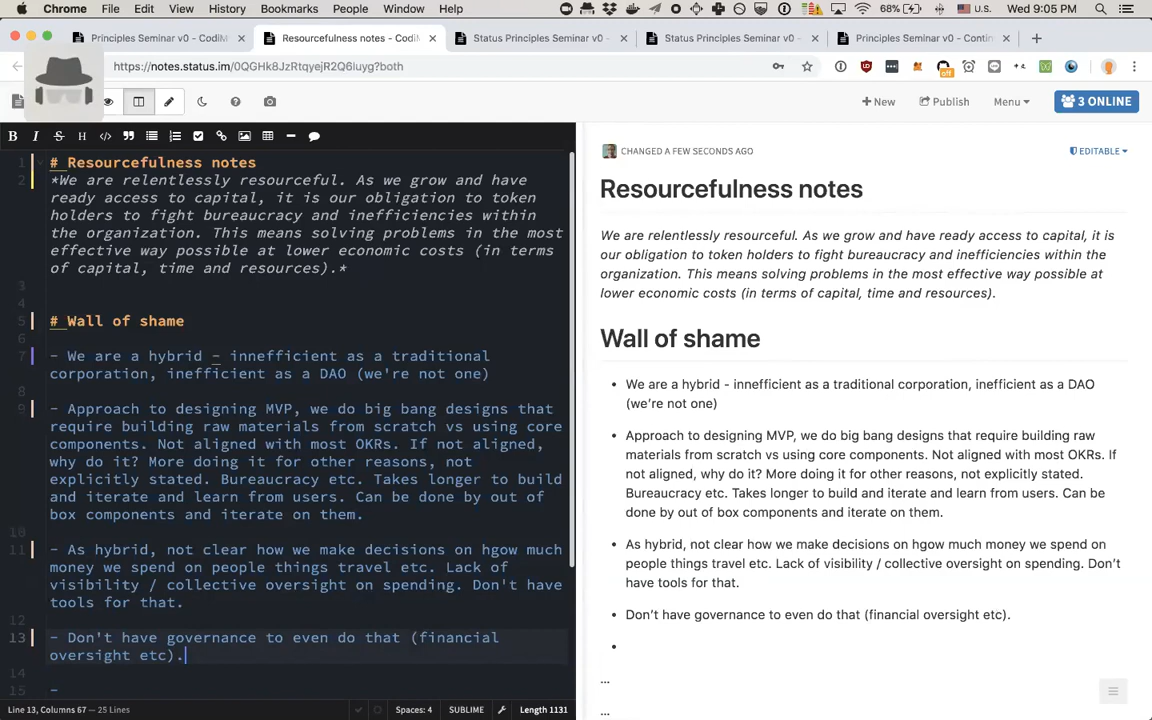 Chrome File Edit View History Bookmarks People Window Help 68% U.S. Wed 9:05 PM
Principles Seminar v0 - CodiM
Resourcefulness notes - CodiM
Status Principles Seminar v0 -
Status Principles Seminar v0 -
Principles Seminar v0 - Contin
https://notes.status.im/0QGHk8JzRtqyejR2Q6luyg?both
off
+ New Publish Menu 3 ONLINE
B I S H
1 # Resourcefulness notes
2 *We are relentlessly resourceful. As we grow and have
ready access to capital, it is our obligation to token
holders to fight bureaucracy and inefficiencies within
the organization. This means solving problems in the most
effective way possible at lower economic costs (in terms
of capital, time and resources).*
3
4
5 # Wall of shame
6
7 - We are a hybrid - innefficient as a traditional
corporation, inefficient as a DAO (we're not one)
8
9 - Approach to designing MVP, we do big bang designs that
require building raw materials from scratch vs using core
components. Not aligned with most OKRs. If not aligned,
why do it? More doing it for other reasons, not
explicitly stated. Bureaucracy etc. Takes longer to build
and iterate and learn from users. Can be done by out of
box components and iterate on them.
10
11 - As hybrid, not clear how we make decisions on hgow much
money we spend on people things travel etc. Lack of
visibility / collective oversight on spending. Don't have
tools for that.
12
13 - Don't have governance to even do that (financial
oversight etc).
14
15 -
Line 13, Columns 67 — 25 Lines Spaces: 4 SUBLIME Length 1131
CHANGED A FEW SECONDS AGO EDITABLE
Resourcefulness notes
We are relentlessly resourceful. As we grow and have ready access to capital, it is
our obligation to token holders to fight bureaucracy and inefficiencies within the
organization. This means solving problems in the most effective way possible at
lower economic costs (in terms of capital, time and resources).
Wall of shame
• We are a hybrid - innefficient as a traditional corporation, inefficient as a DAO
(we’re not one)
• Approach to designing MVP, we do big bang designs that require building raw
materials from scratch vs using core components. Not aligned with most OKRs. If
not aligned, why do it? More doing it for other reasons, not explicitly stated.
Bureaucracy etc. Takes longer to build and iterate and learn from users. Can be
done by out of box components and iterate on them.
• As hybrid, not clear how we make decisions on hgow much money we spend on
people things travel etc. Lack of visibility / collective oversight on spending. Don’t
have tools for that.
• Don’t have governance to even do that (financial oversight etc).
•
...
...